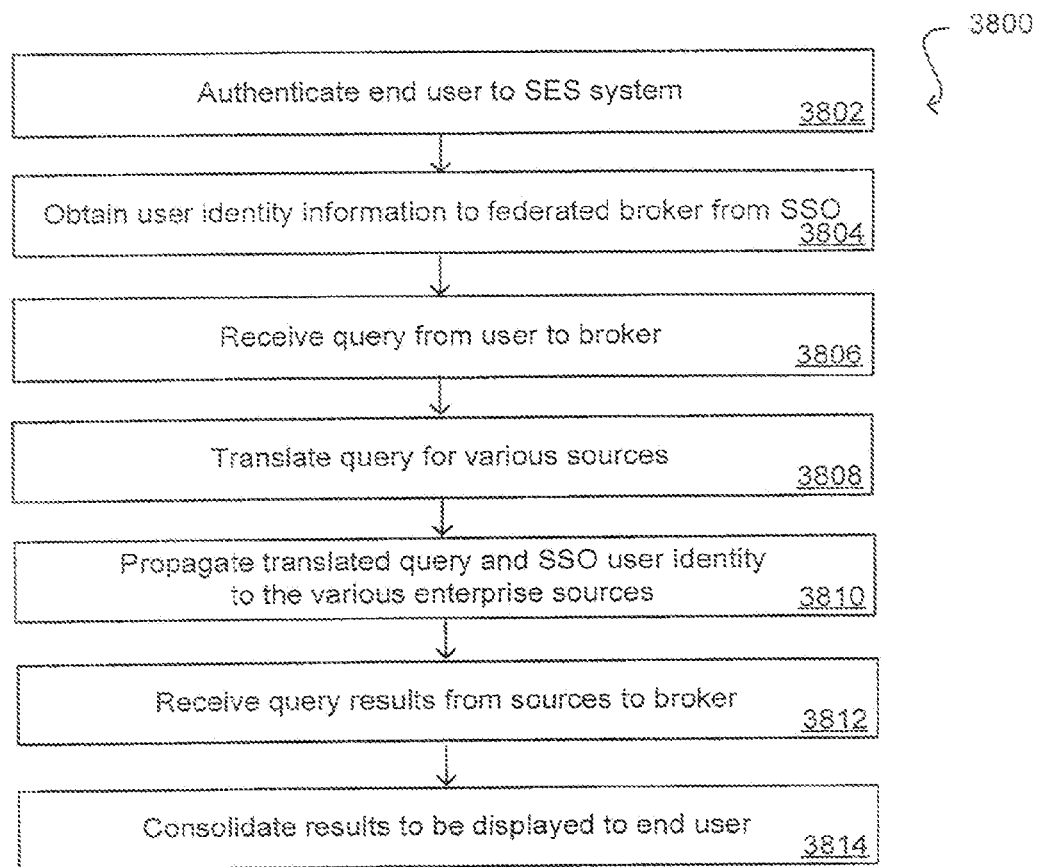 3800
Authenticate end user to SES system
3802
Obtain user identity information to federated broker from SSO
3804
Receive query from user to broker
3806
Translate query for various sources
3808
Propagate translated query and SSO user identity
to the various enterprise sources
3810
Receive query results from sources to broker
3812
Consolidate results to be displayed to end user
3814